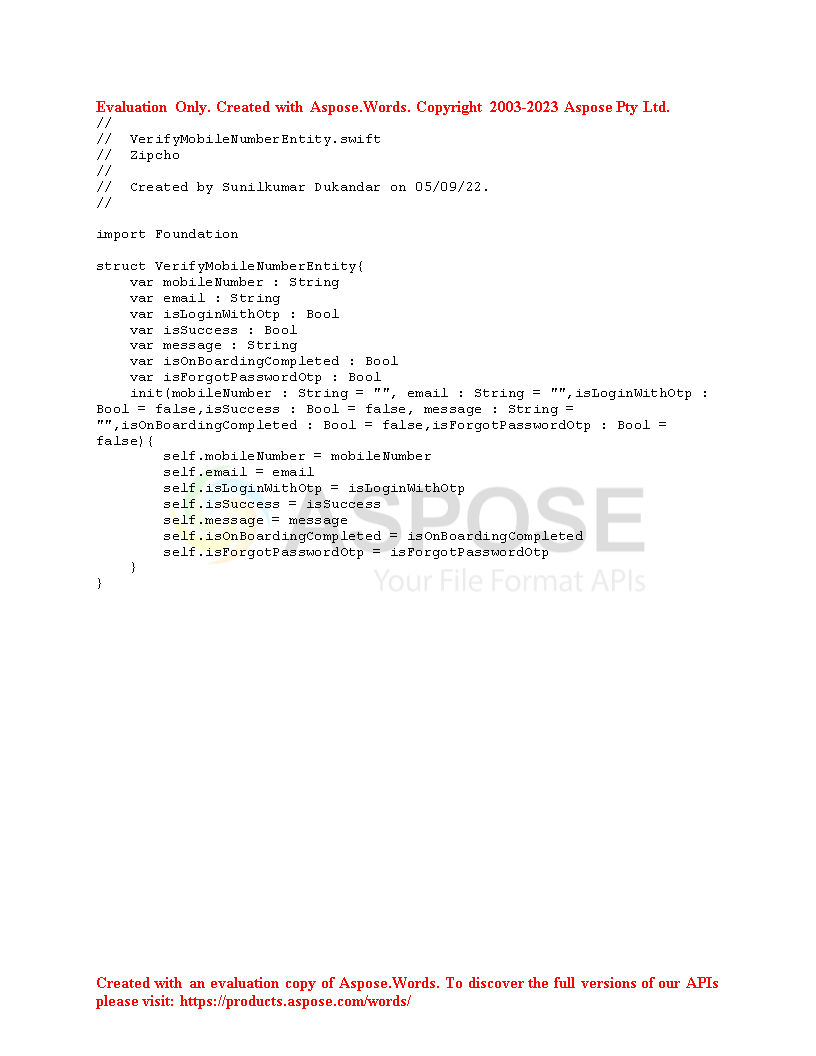 Evaluation Only. Created with Aspose.Words. Copyright 2003-2023 Aspose Pty Ltd.
//
//  VerifyMobileNumberEntity.swift
//  Zipcho
//
//  Created by Sunilkumar Dukandar on 05/09/22.
//
import Foundation
struct VerifyMobileNumberEntity{
    var mobileNumber : String
    var email : String
    var isLoginWithOtp : Bool
    var isSuccess : Bool
    var message : String
    var isOnBoardingCompleted : Bool
    var isForgotPasswordOtp : Bool
    init(mobileNumber : String = "", email : String = "",isLoginWithOtp :
Bool = false,isSuccess : Bool = false, message : String =
"",isOnBoardingCompleted : Bool = false,isForgotPasswordOtp : Bool =
false){
        self.mobileNumber = mobileNumber
        self.email = email
        self.isLoginWithOtp = isLoginWithOtp
        self.isSuccess = isSuccess
        self.message = message
        self.isOnBoardingCompleted = isOnBoardingCompleted
        self.isForgotPasswordOtp = isForgotPasswordOtp
    }
}
ASPOSE
Your File Format APIs
Created with an evaluation copy of Aspose.Words. To discover the full versions of our APIs
please visit: https://products.aspose.com/words/